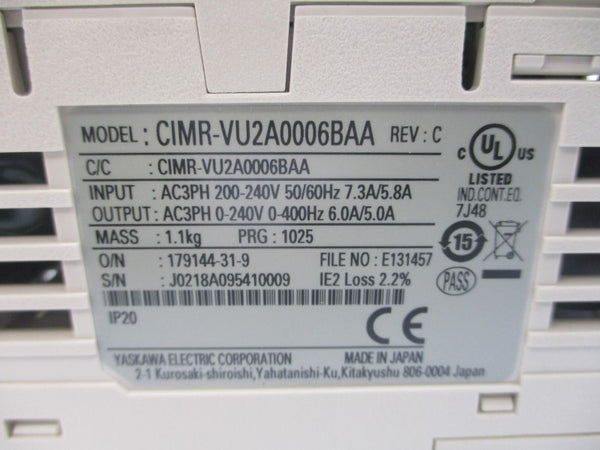 MODEL : CIMR-VU2A0006BAA REV : C
C/C : CIMR-VU2A0006BAA
INPUT : AC3PH 200-240V 50/60Hz 7.3A/5.8A
OUTPUT : AC3PH 0-240V 0-400Hz 6.0A/5.0A
MASS : 1.1kg PRG : 1025
O/N : 179144-31-9 FILE NO : E131457
S/N : J0218A095410009 IE2 Loss 2.2%
IP20
CE
YASKAWA ELECTRIC CORPORATION MADE IN JAPAN
2-1 Kurosaki-shiroishi,Yahatanishi-Ku,Kitakyushu 806-0004 Japan
C UL US
LISTED
IND.CONT.EQ.
7J48
15
PASS